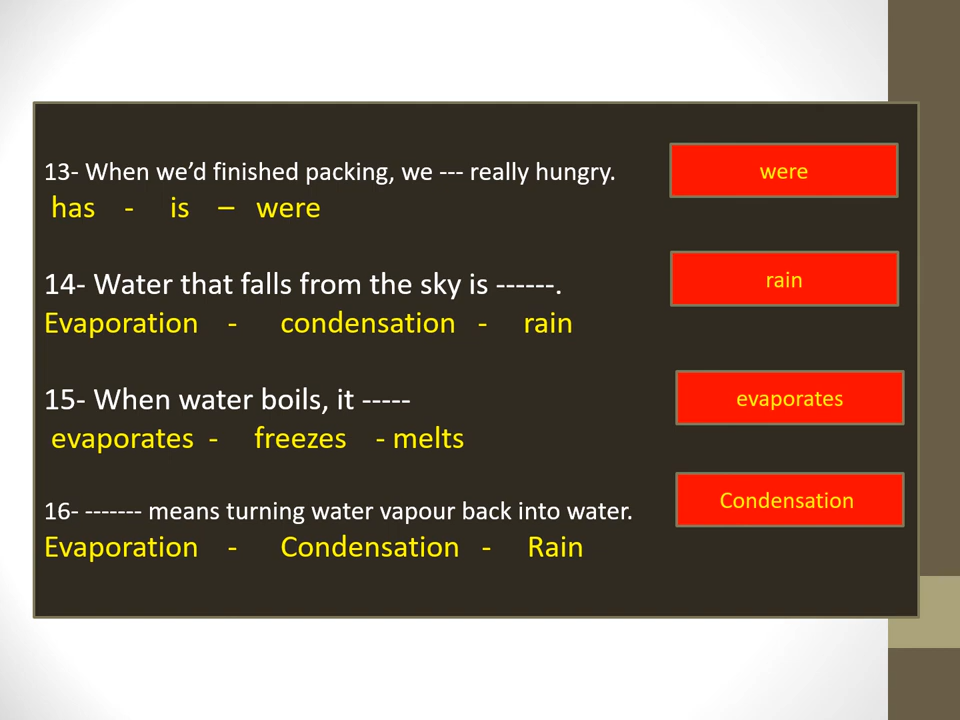 13- When we’d finished packing, we --- really hungry.
were
has - is – were
14- Water that falls from the sky is ------.
rain
Evaporation - condensation - rain
15- When water boils, it -----
evaporates
evaporates - freezes - melts
16- ------- means turning water vapour back into water.
Condensation
Evaporation - Condensation - Rain